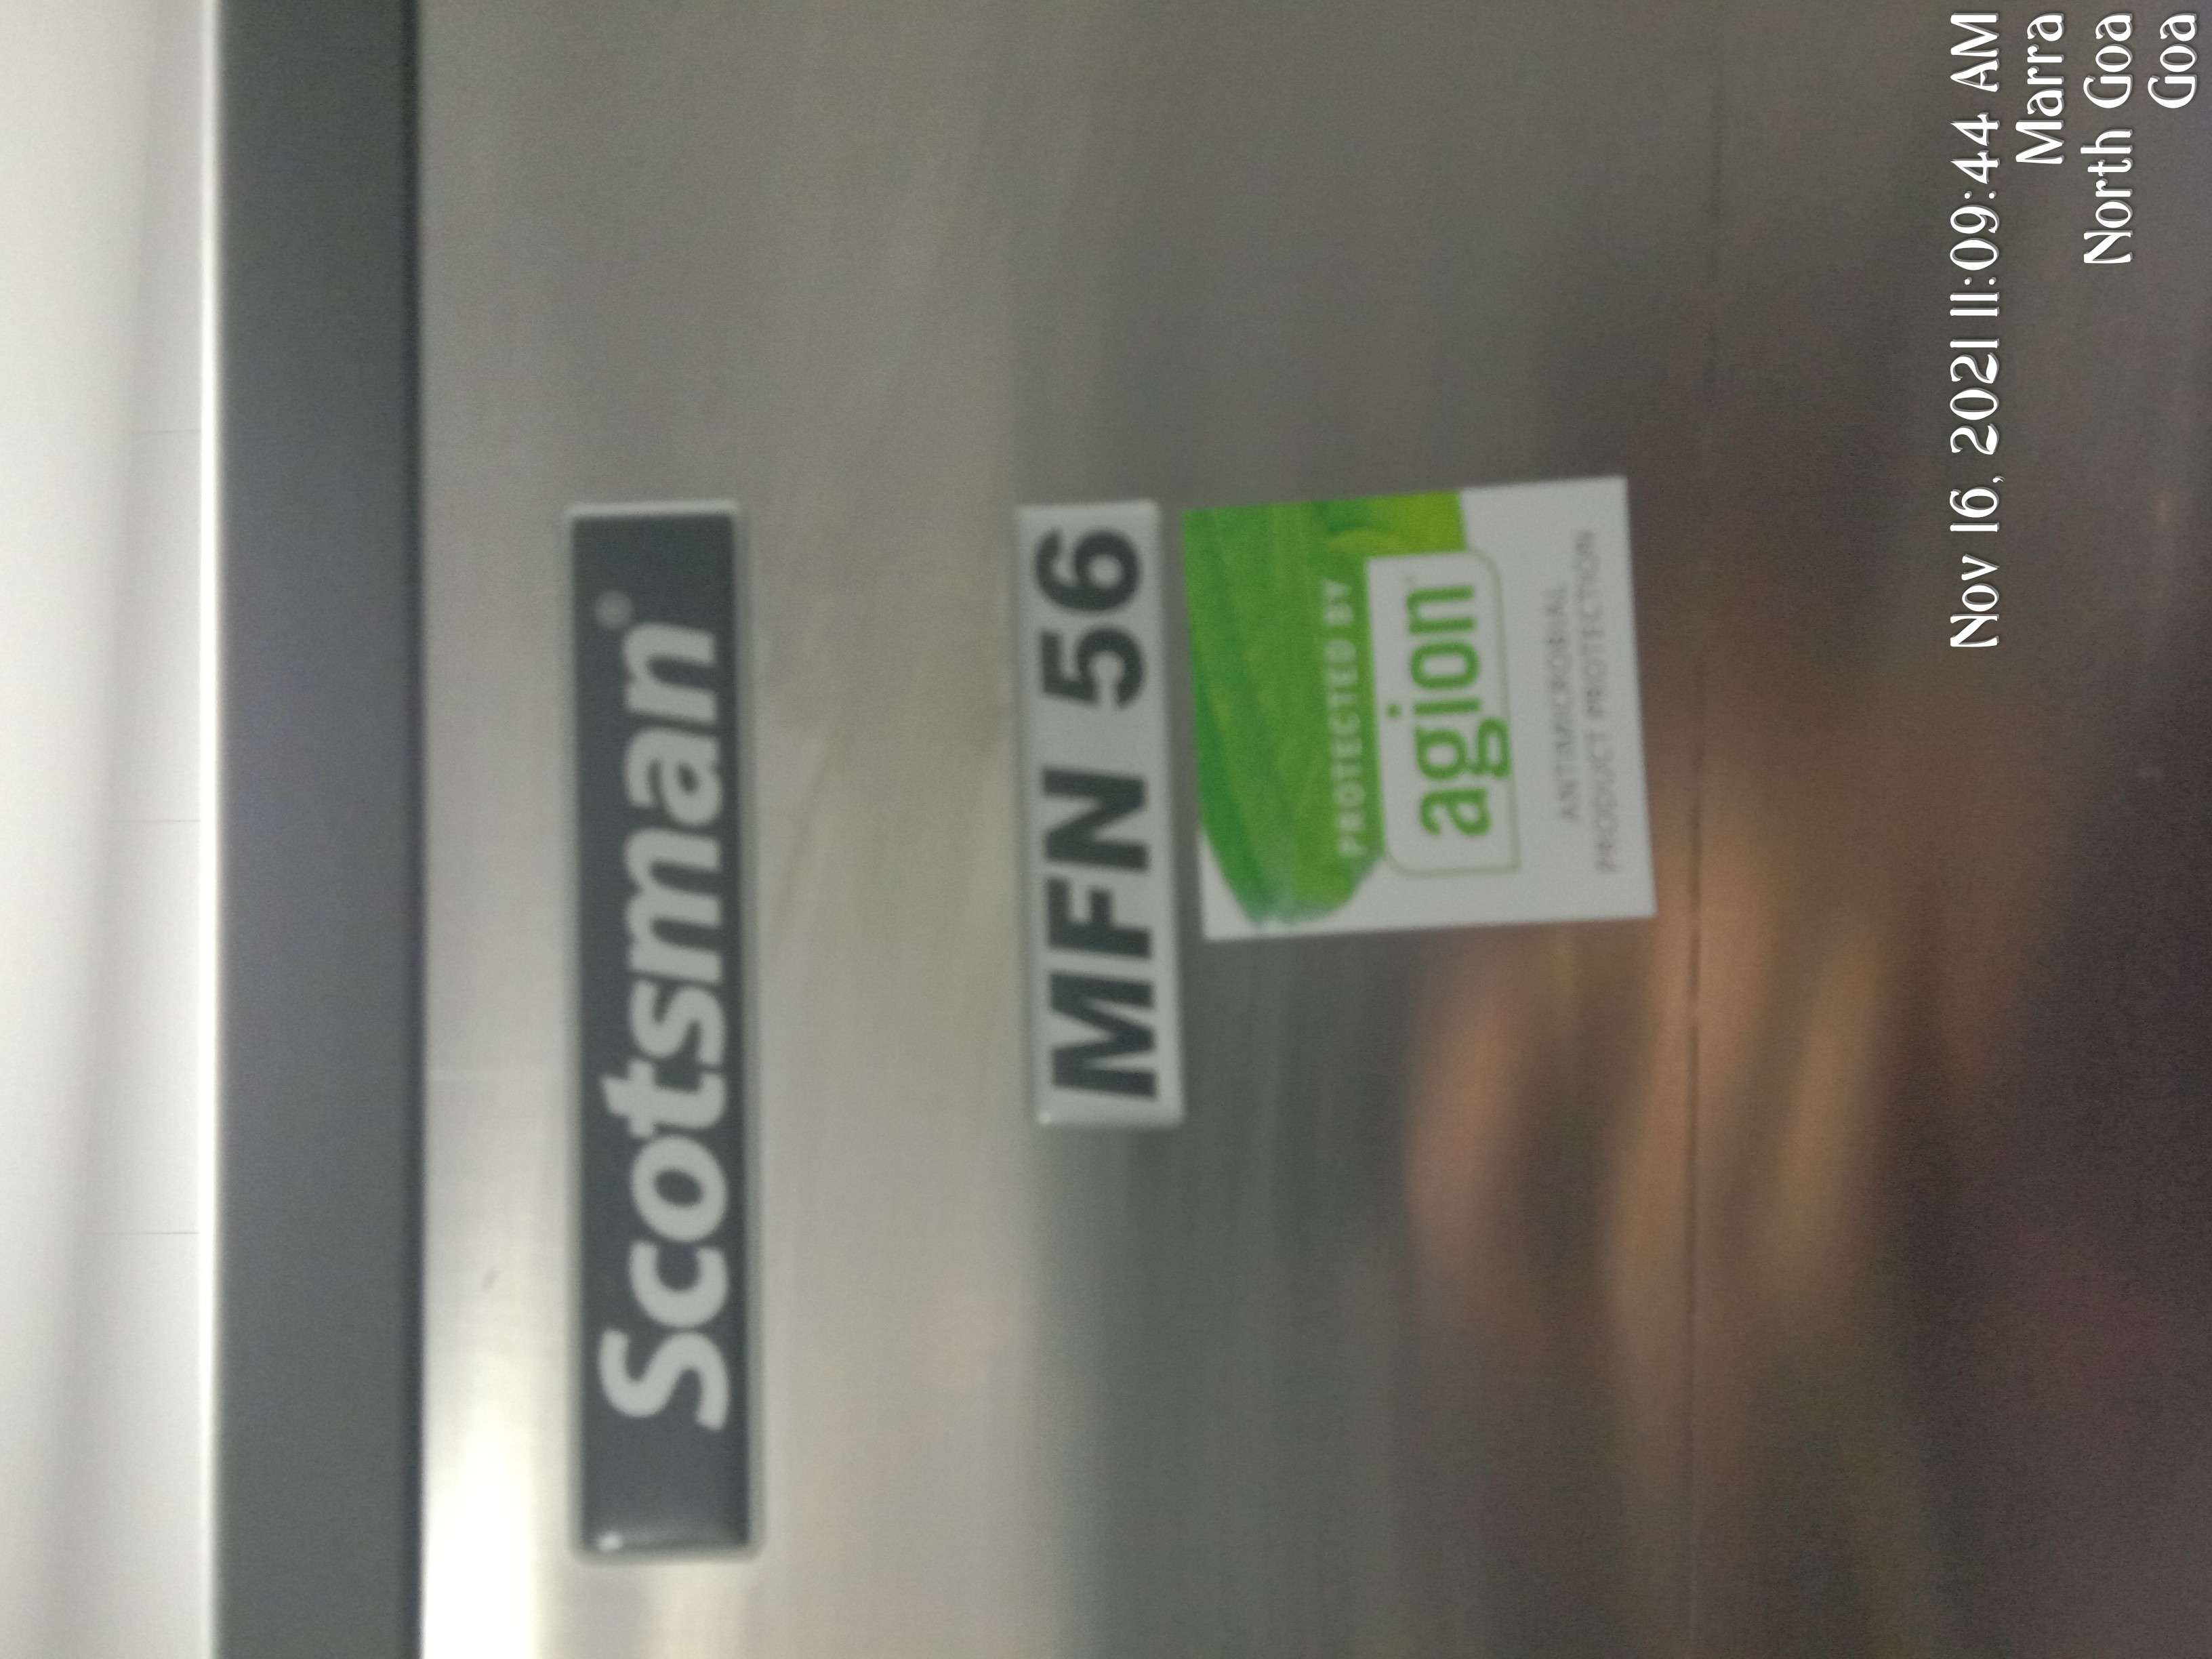 Scotsman®
MFN 56
PROTECTED BY
agion
ANTIMICROBIAL
PRODUCT PROTECTION
Nov 16, 2021 11:09:44 AM
Marra
North Goa
Goa